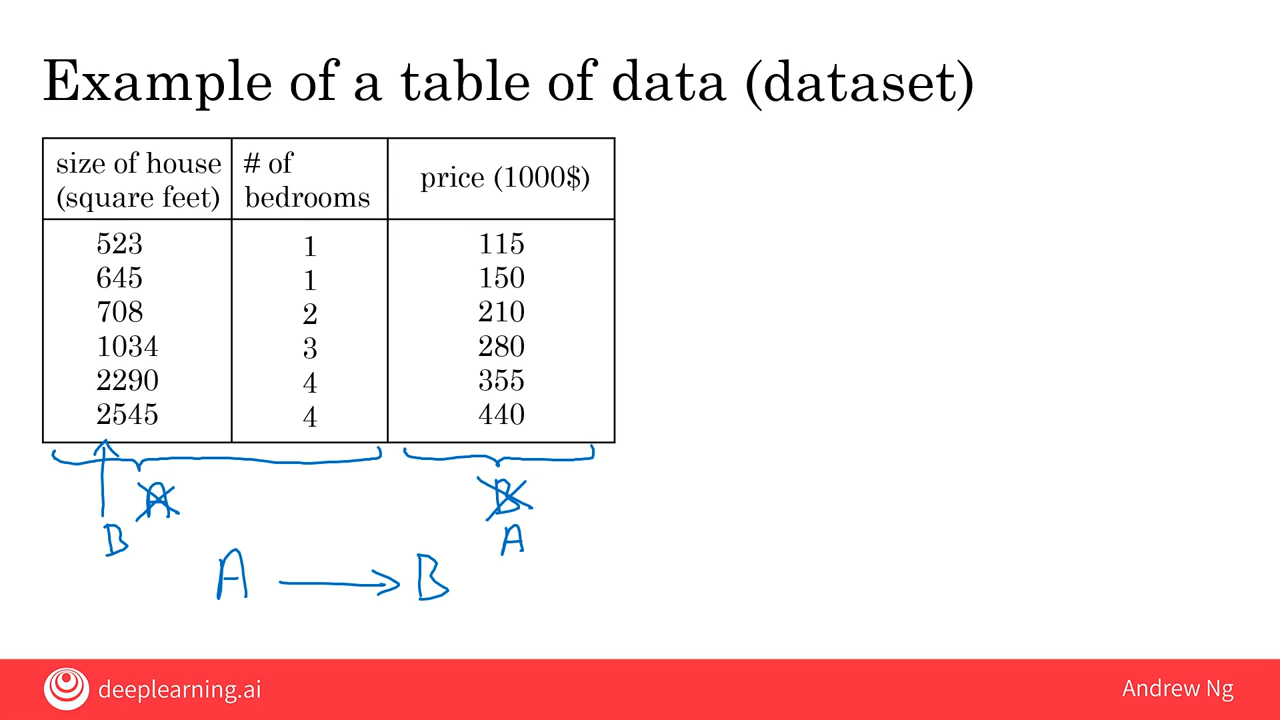 Example of a table of data (dataset)
size of house (square feet) # of bedrooms price (1000$)
523 1 115
645 1 150
708 2 210
1034 3 280
2290 4 355
2545 4 440
A B
B A
A → B
deeplearning.ai Andrew Ng